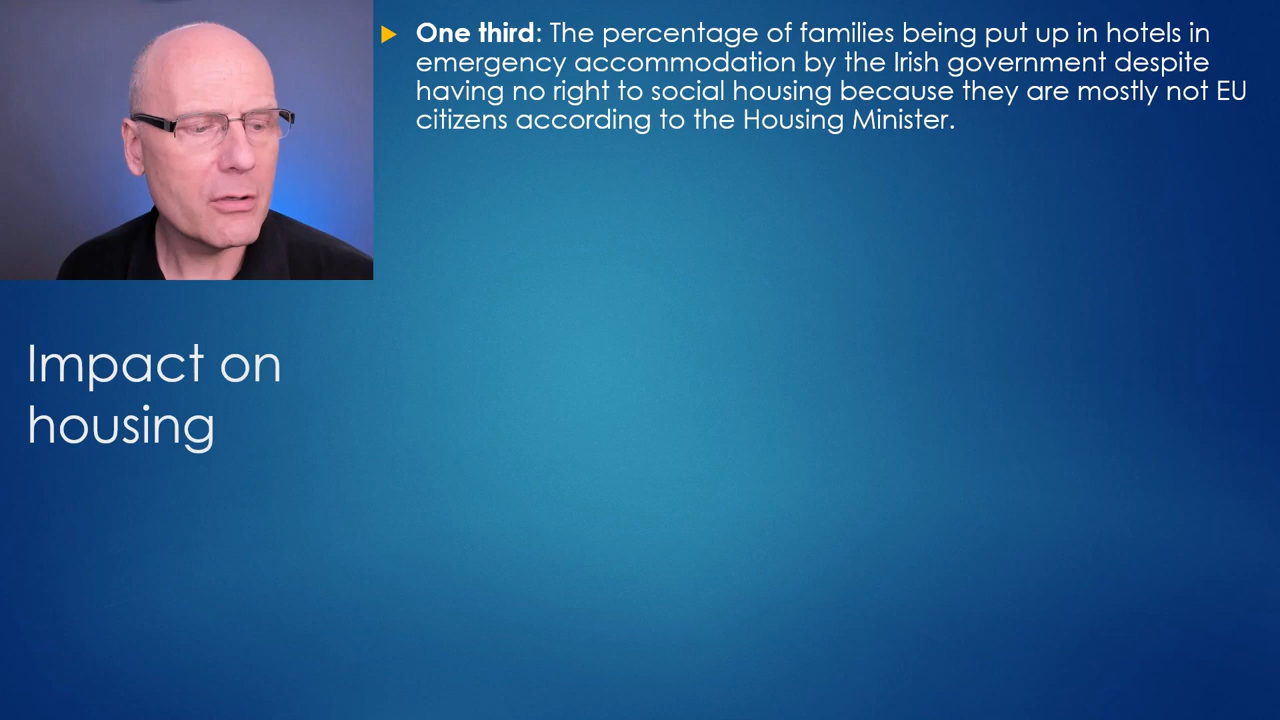 One third: The percentage of families being put up in hotels in
emergency accommodation by the Irish government despite
having no right to social housing because they are mostly not EU
citizens according to the Housing Minister.
Impact on
housing